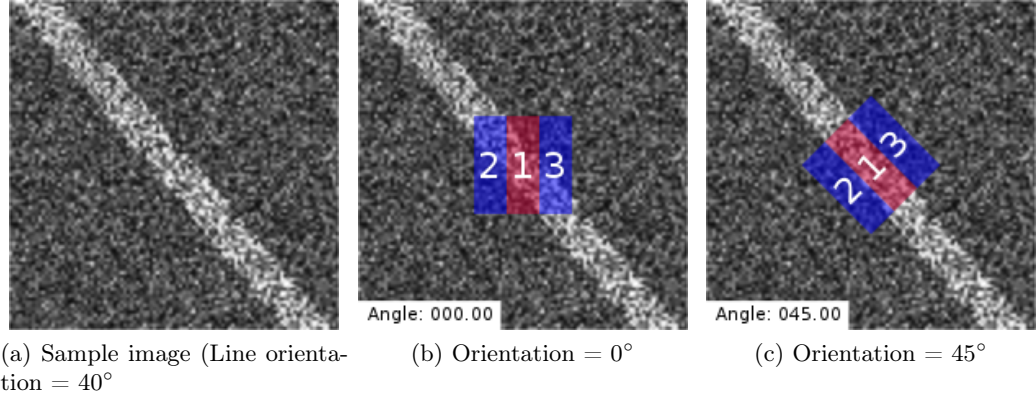 2 1 3
Angle: 000.00
2 1 3
Angle: 045.00
(a) Sample image (Line orienta-
tion = 40°
(b) Orientation = 0°
(c) Orientation = 45°